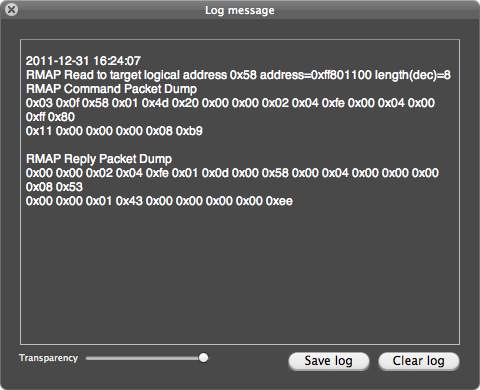 Log message
2011-12-31 16:24:07
RMAP Read to target logical address 0x58 address=0xff801100 length(dec)=8
RMAP Command Packet Dump
0x03 0x0f 0x58 0x01 0x4d 0x20 0x00 0x00 0x02 0x04 0xfe 0x00 0x04 0x00
0xff 0x80
0x11 0x00 0x00 0x00 0x08 0xb9
RMAP Reply Packet Dump
0x00 0x00 0x02 0x04 0xfe 0x01 0x0d 0x00 0x58 0x00 0x04 0x00 0x00 0x00
0x08 0x53
0x00 0x00 0x01 0x43 0x00 0x00 0x00 0x00 0xee
Transparency
Save log
Clear log